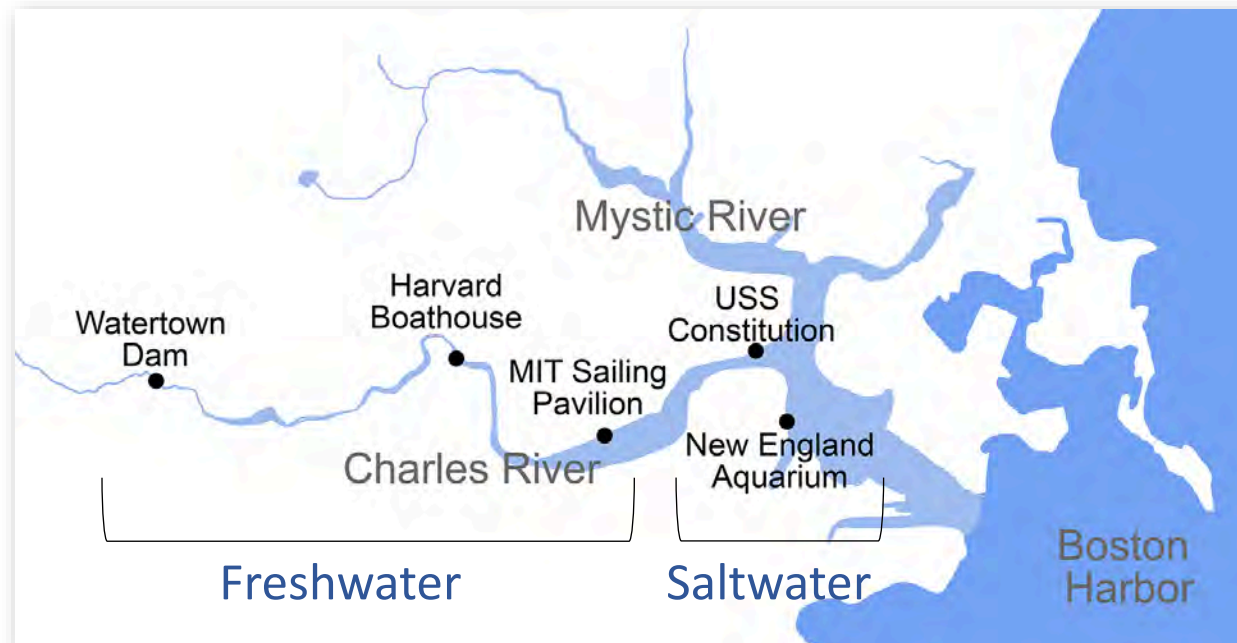 Mystic River
Harvard
Boathouse
USS
Constitution
Watertown
Dam
MIT Sailing
Pavilion
New England
Aquarium
Charles River
Boston
Harbor
Freshwater
Saltwater